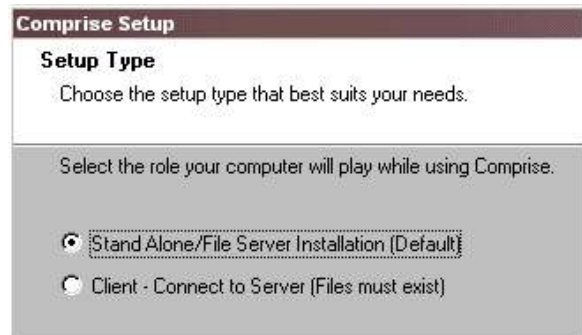 Comprise Setup
Setup Type
Choose the setup type that best suits your needs.
Select the role your computer will play while using Comprise.
Stand Alone/File Server Installation (Default)
Client - Connect to Server (Files must exist)